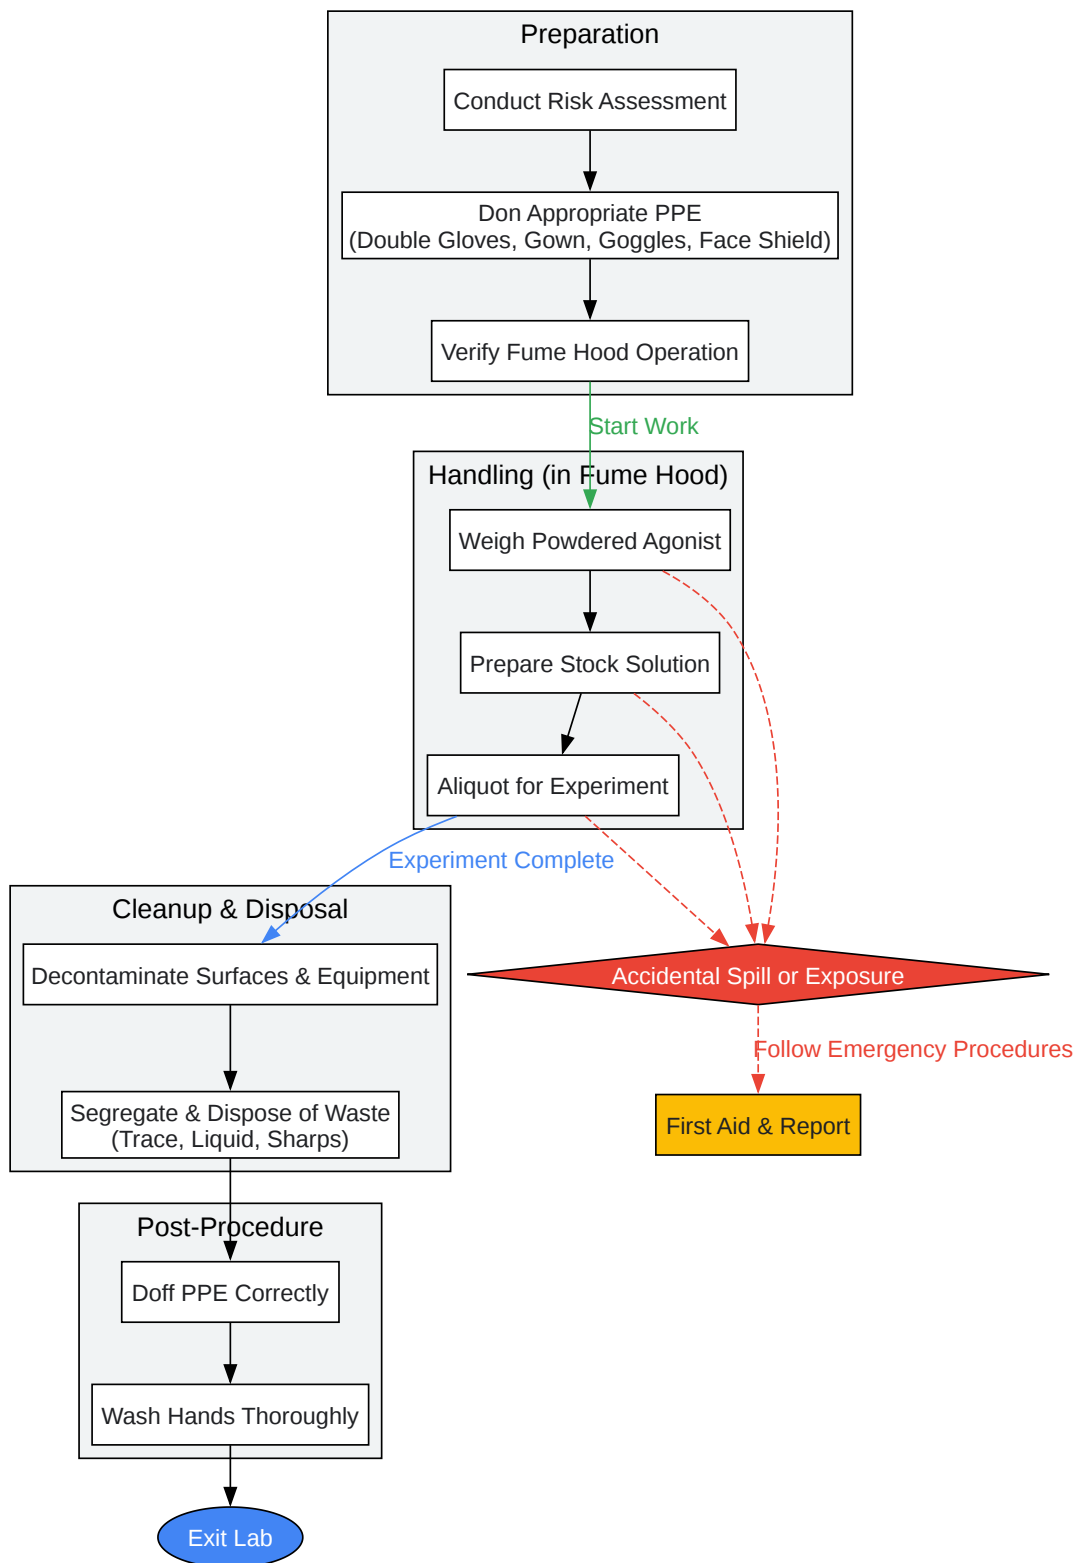 Preparation
Conduct Risk Assessment
Don Appropriate PPE
(Double Gloves, Gown, Goggles, Face Shield)
Verify Fume Hood Operation
Start Work
Handling (in Fume Hood)
Weigh Powdered Agonist
Prepare Stock Solution
Aliquot for Experiment
Experiment Complete
Cleanup & Disposal
Decontaminate Surfaces & Equipment
Accidental Spill or Exposure
Follow Emergency Procedures
Segregate & Dispose of Waste
(Trace, Liquid, Sharps)
First Aid & Report
Post-Procedure
Doff PPE Correctly
Wash Hands Thoroughly
Exit Lab